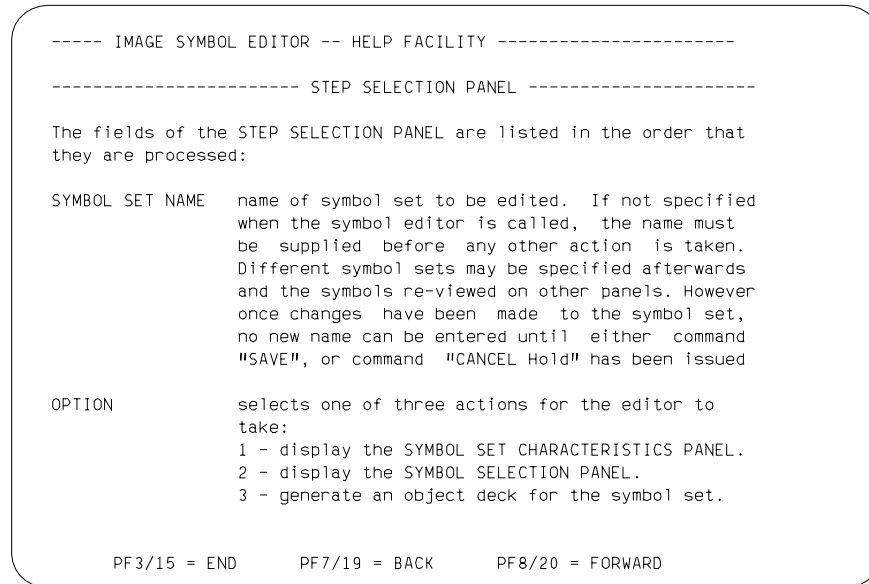 ----- IMAGE SYMBOL EDITOR -- HELP FACILITY -----------------------
------------------------ STEP SELECTION PANEL ----------------------
The fields of the STEP SELECTION PANEL are listed in the order that
they are processed:
SYMBOL SET NAME name of symbol set to be edited. If not specified
when the symbol editor is called, the name must
be supplied before any other action is taken.
Different symbol sets may be specified afterwards
and the symbols re-viewed on other panels. However
once changes have been made to the symbol set,
no new name can be entered until either command
"SAVE", or command "CANCEL Hold" has been issued
OPTION selects one of three actions for the editor to
take:
1 - display the SYMBOL SET CHARACTERISTICS PANEL.
2 - display the SYMBOL SELECTION PANEL.
3 - generate an object deck for the symbol set.
PF3/15 = END PF7/19 = BACK PF8/20 = FORWARD